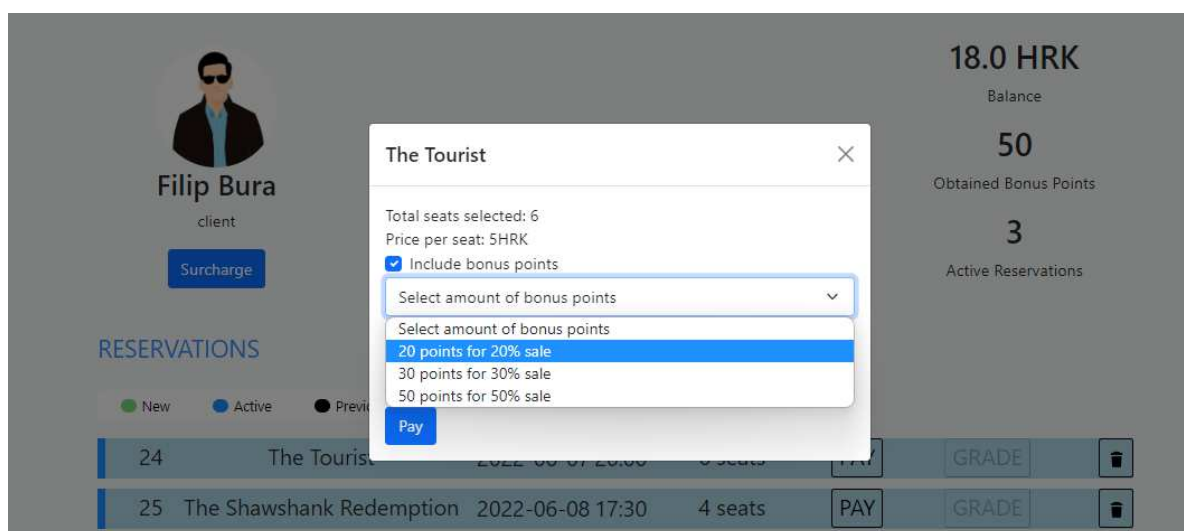 18.0 HRK
Balance
50
Obtained Bonus Points
3
Active Reservations
Filip Bura
client
Surcharge
The Tourist
Total seats selected: 6
Price per seat: 5HRK
Include bonus points
Select amount of bonus points
Select amount of bonus points
20 points for 20% sale
30 points for 30% sale
50 points for 50% sale
Pay
RESERVATIONS
New Active
24 The Tourist 6 seats PAY GRADE
25 The Shawshank Redemption 2022-06-08 17:30 4 seats PAY GRADE